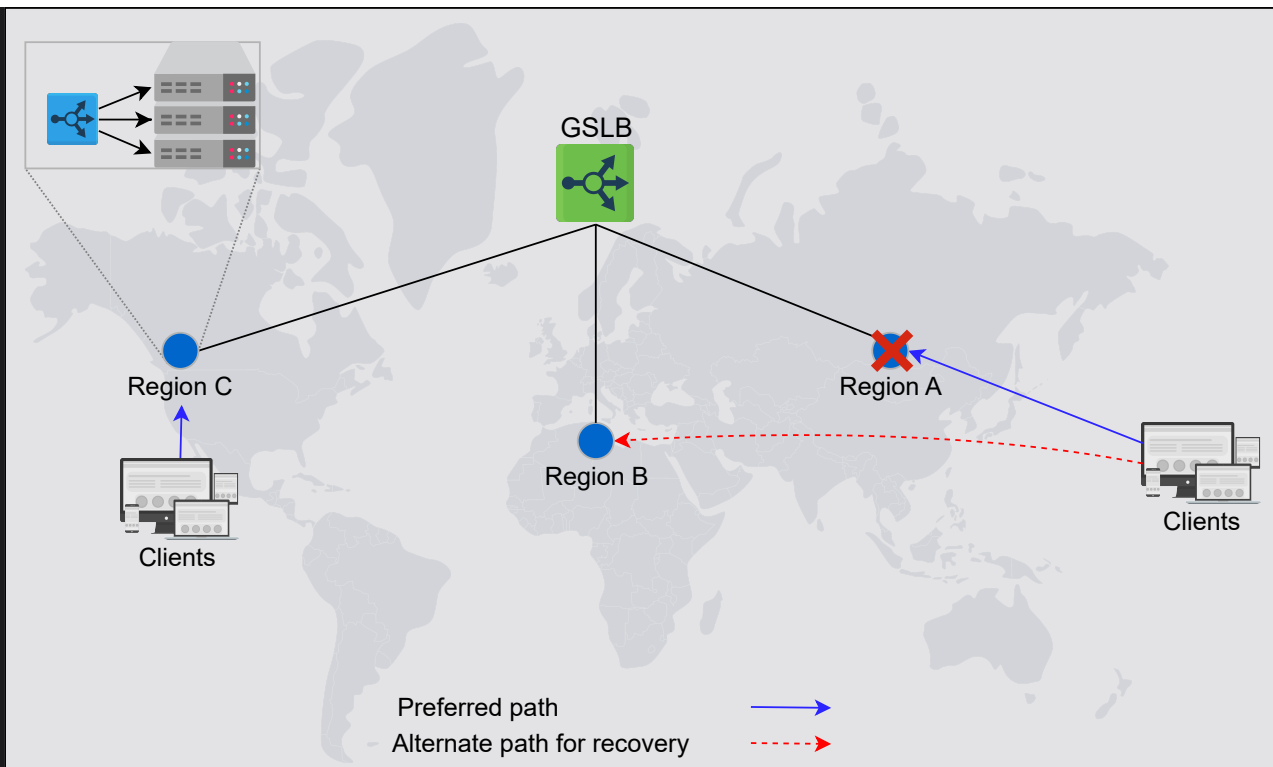 GSLB
Region C
Region A
Region B
Clients
Clients
Preferred path
Alternate path for recovery